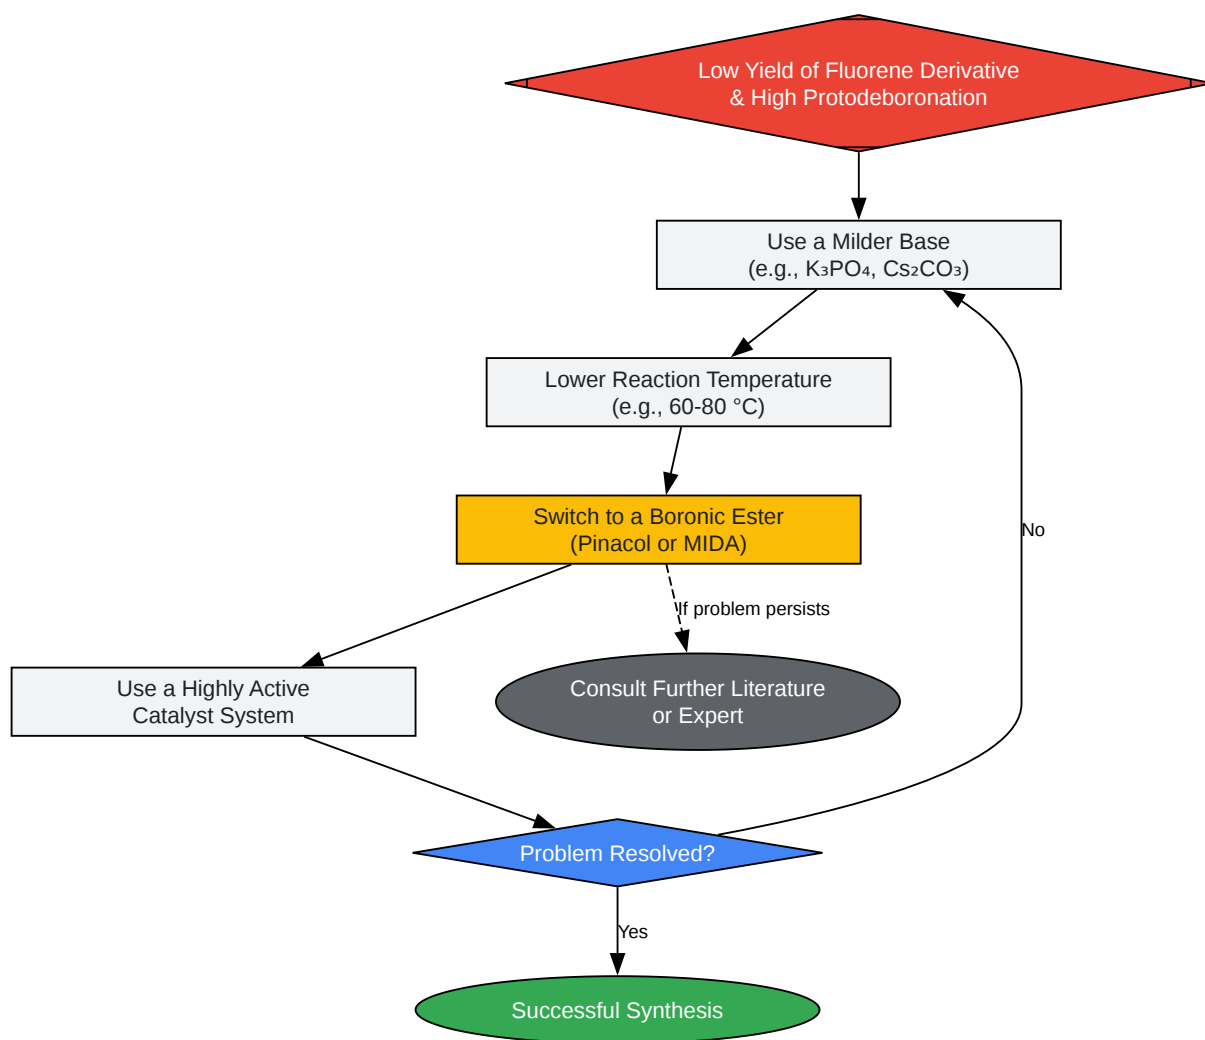 Low Yield of Fluorene Derivative
& High Protodeboronation
Use a Milder Base
(e.g., K₃PO₄, Cs₂CO₃)
Lower Reaction Temperature
(e.g., 60-80 °C)
Switch to a Boronic Ester
(Pinacol or MIDA)
No
If problem persists
Use a Highly Active
Catalyst System
Consult Further Literature
or Expert
Problem Resolved?
Yes
Successful Synthesis